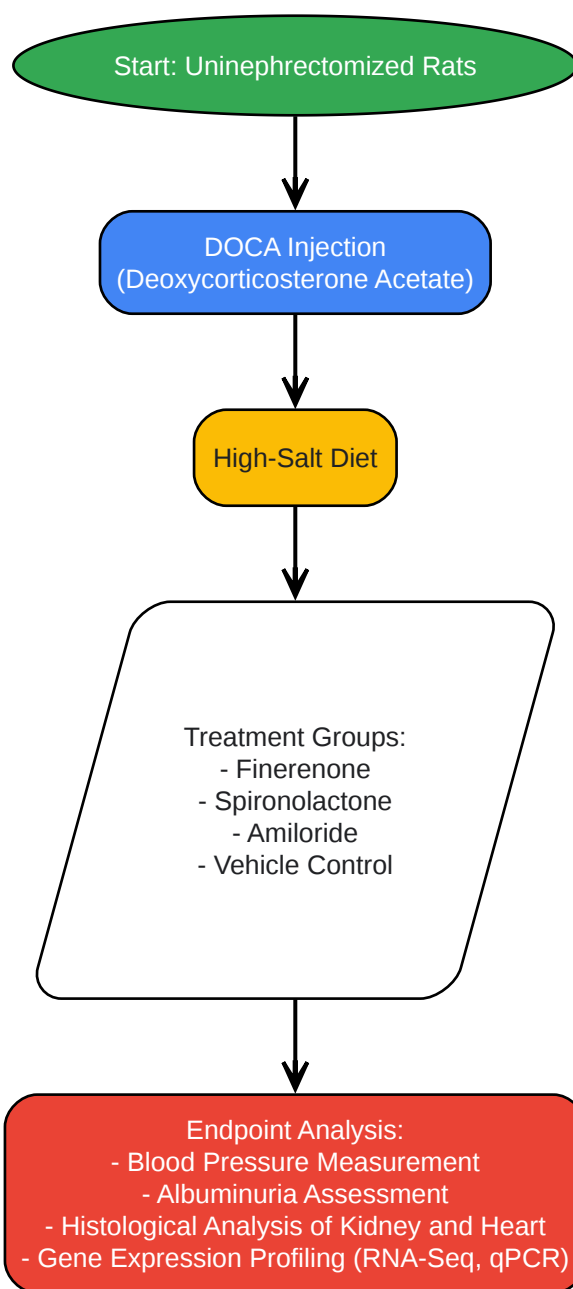 Start: Uninephrectomized Rats
DOCA Injection
(Deoxycorticosterone Acetate)
High-Salt Diet
Treatment Groups:
- Finerenone
- Spironolactone
- Amiloride
- Vehicle Control
Endpoint Analysis:
- Blood Pressure Measurement
- Albuminuria Assessment
- Histological Analysis of Kidney and Heart
- Gene Expression Profiling (RNA-Seq, qPCR)